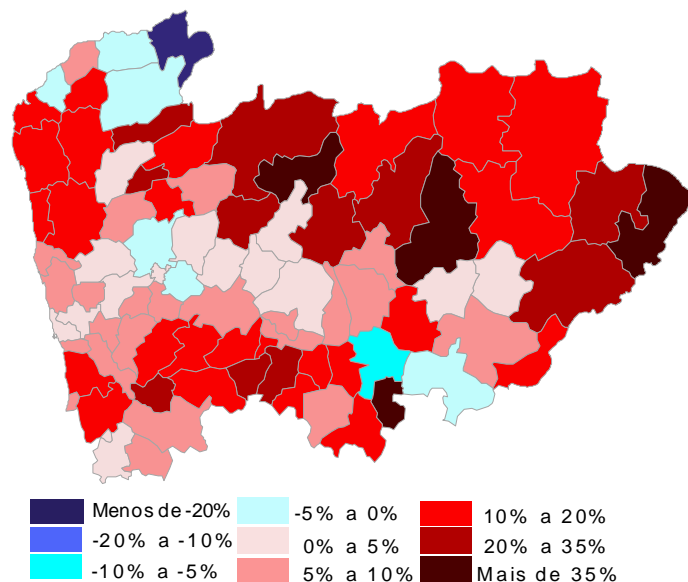 Menos de -20%
-20% a -10%
-10% a -5%
-5% a 0%
0% a 5%
5% a 10%
10% a 20%
20% a 35%
Mais de 35%